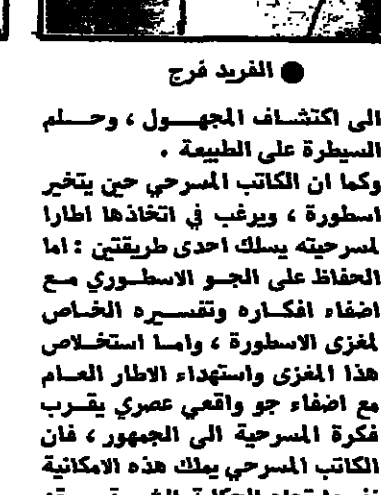 ● الفريد فرج
الى اكتشاف المجهول ، وحلم
السيطرة على الطبيعة .
وكما ان الكاتب المسرحي حين يتخير
اسطورة ، ويرغب في اتخاذها اطارا
لمسرحيته يسلك احدى طريقتين : اما
الحفاظ على الجو الاسطوري مع
اضفاء افكاره وتفسيره الخاص
لمغزى الاسطورة ، واما استخلاص
هذا المغزى واستهداء الاطار العام
مع اضفاء جو واقعي عصري يقرب
فكرة المسرحية الى الجمهور ، فان
الكاتب المسرحي يملك هذه الامكانية